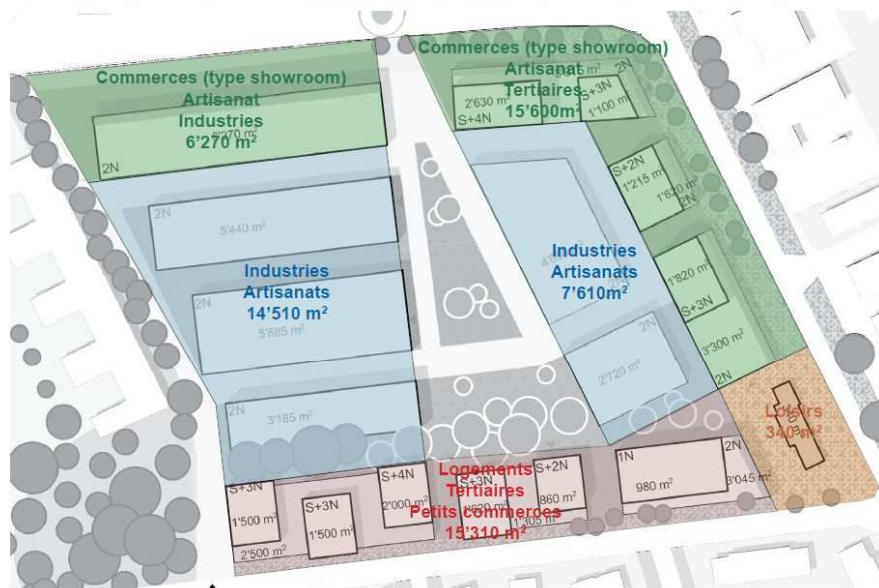 Commerces (type showroom)
Artisanat
Industries
6'270 m²
2N
Commerces (type showroom)
Artisanat
Tertiaires
15'600m²
2N
2'630 m²
S+4N
S+3N
1'100 m²
S+2N
1'215 m²
1'620 m²
2N
1'820 m²
S+3N
3'300 m²
2N
2N
5'440 m²
Industries
Artisanats
14'510 m²
2N
5'885 m²
2N
3'185 m²
Industries
Artisanats
7'610m²
2N
2'720 m²
Loisirs
340 m²
Logements
Tertiaires
Petits commerces
15'310 m²
S+3N
1'500 m²
2'500 m²
S+3N
1'500 m²
S+4N
2'000 m²
S+3N
1'305 m²
S+2N
860 m²
1N
980 m²
2N
3'045 m²